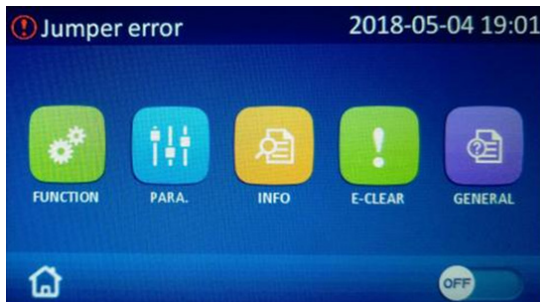 Jumper error
2018-05-04 19:01
FUNCTION
PARA.
INFO
E-CLEAR
GENERAL
OFF